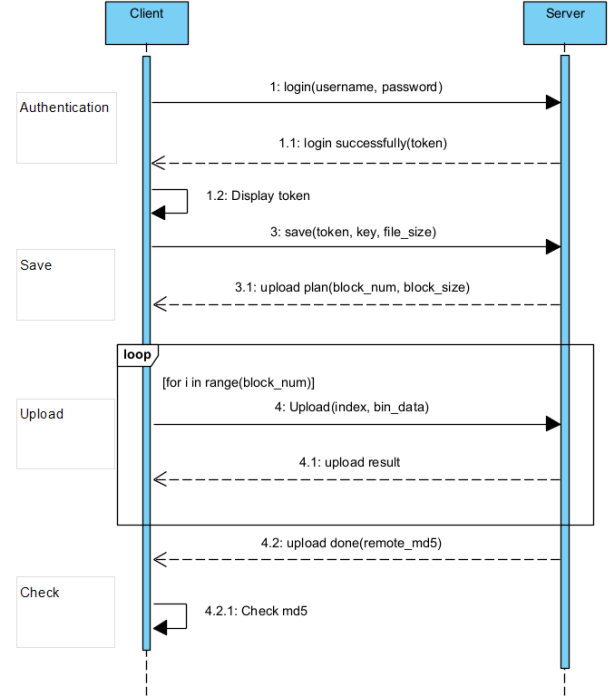 Client
Server
1: login(username, password)
Authentication
1.1: login successfully(token)
1.2: Display token
3: save(token, key, file_size)
Save
3.1: upload plan(block_num, block_size)
loop
[for i in range(block_num)]
4: Upload(index, bin_data)
Upload
4.1: upload result
4.2: upload done(remote_md5)
Check
4.2.1: Check md5